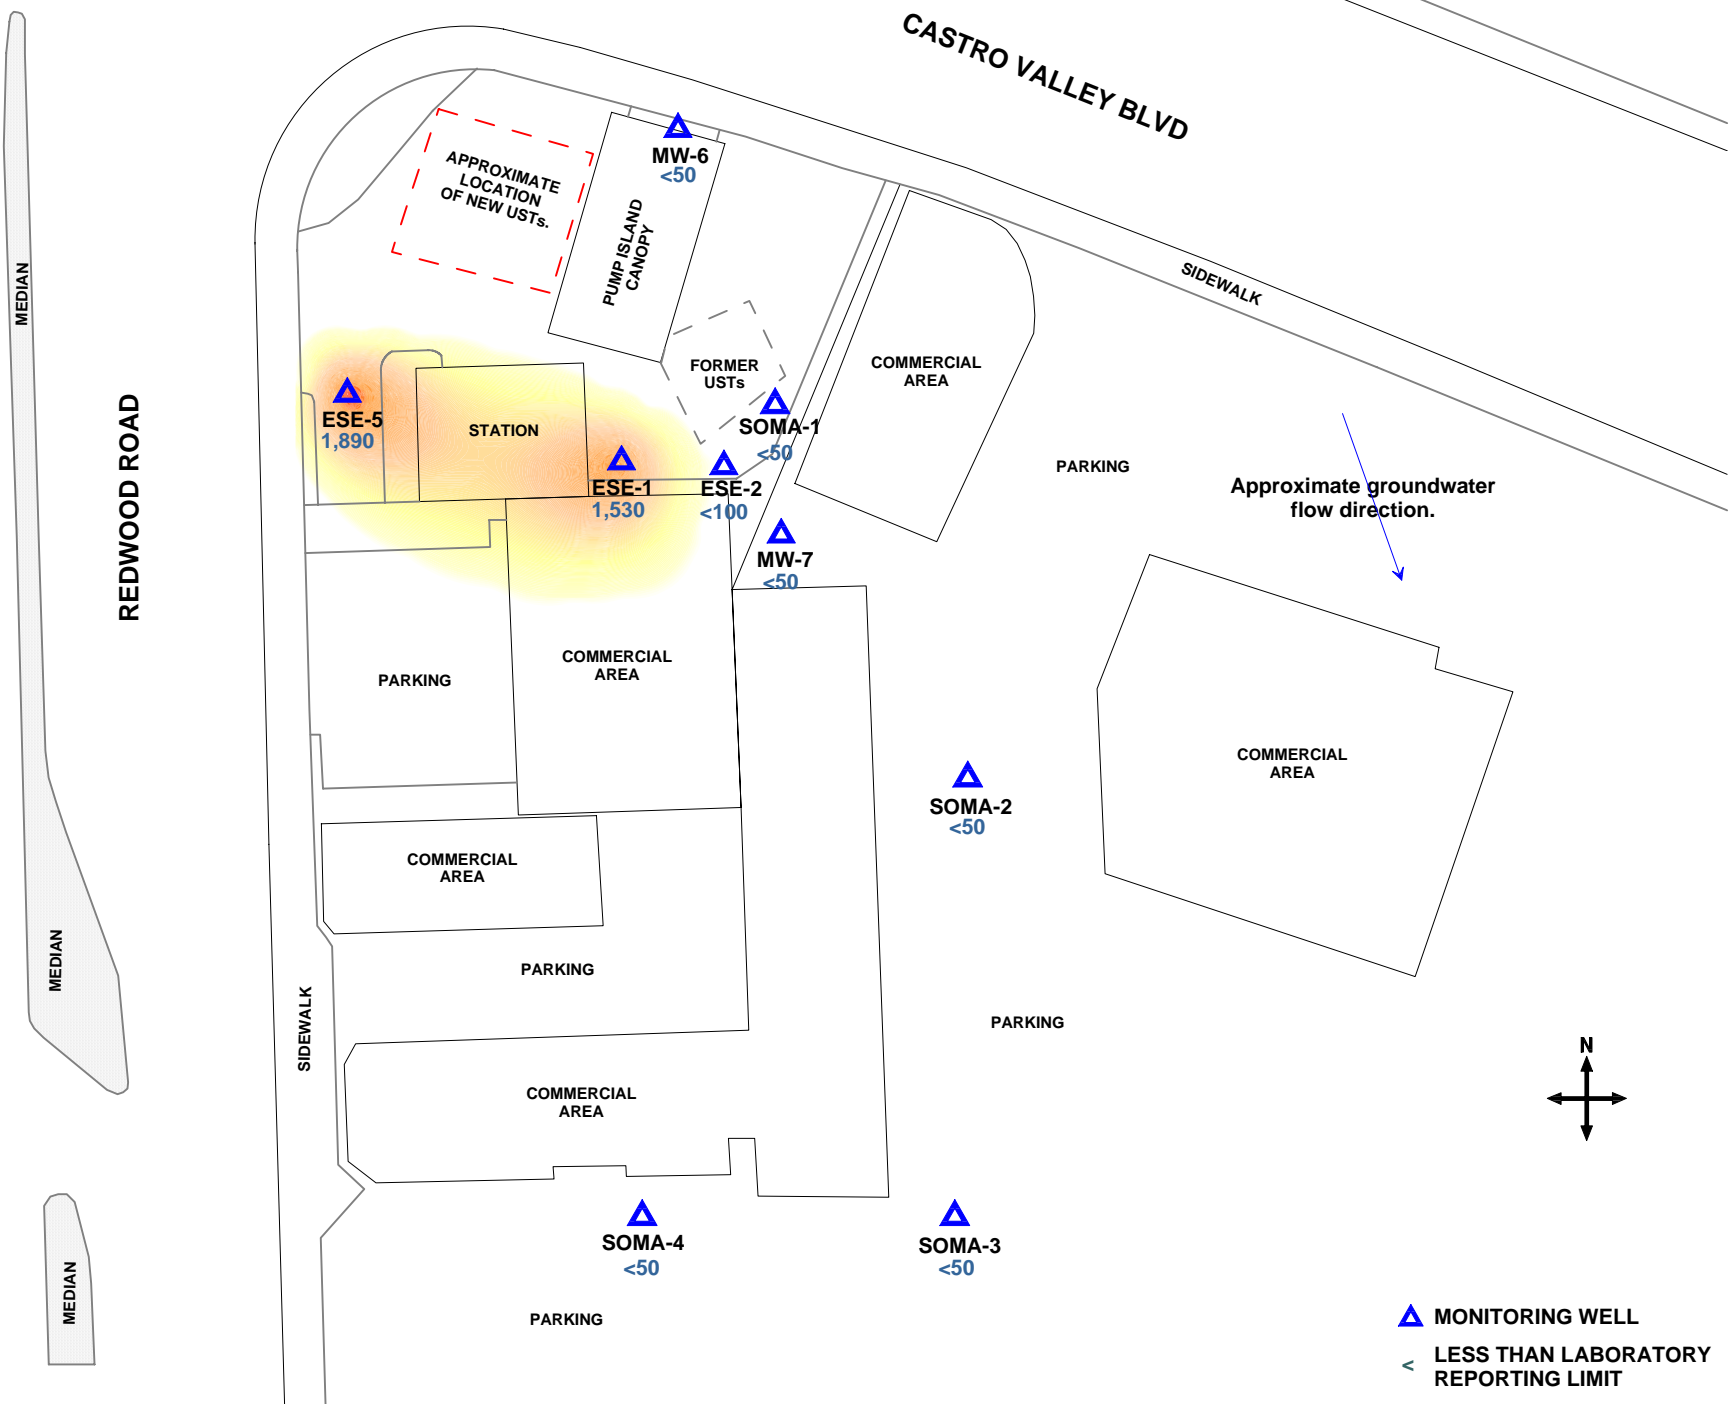 CASTRO VALLEY BLVD
MW-6
<50
APPROXIMATE
LOCATION
OF NEW USTs.
PUMP ISLAND
CANOPY
MEDIAN
SIDEWALK
FORMER
USTs
COMMERCIAL
AREA
REDWOOD ROAD
ESE-5
1,890
STATION
SOMA-1
<50
ESE-1
1,530
ESE-2
<100
PARKING
Approximate groundwater
flow direction.
MW-7
<50
COMMERCIAL
AREA
PARKING
COMMERCIAL
AREA
SOMA-2
<50
COMMERCIAL
AREA
MEDIAN
PARKING
SIDEWALK
PARKING
N
COMMERCIAL
AREA
SOMA-4
<50
SOMA-3
<50
MEDIAN
PARKING
MONITORING WELL
< LESS THAN LABORATORY
REPORTING LIMIT